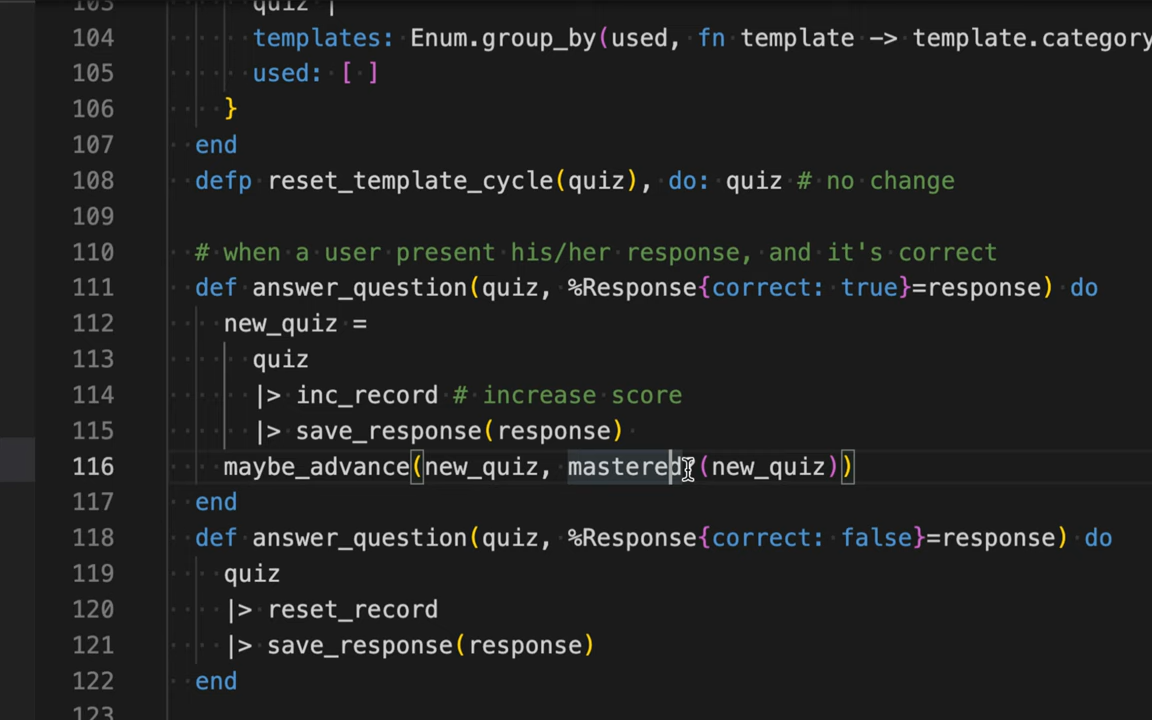 103 quiz |
104 templates: Enum.group_by(used, fn template -> template.category
105 used: [ ]
106 }
107 end
108 defp reset_template_cycle(quiz), do: quiz # no change
109
110 # when a user present his/her response, and it's correct
111 def answer_question(quiz, %Response{correct: true}=response) do
112 new_quiz =
113 quiz
114 |> inc_record # increase score
115 |> save_response(response)
116 maybe_advance(new_quiz, mastered?(new_quiz))
117 end
118 def answer_question(quiz, %Response{correct: false}=response) do
119 quiz
120 |> reset_record
121 |> save_response(response)
122 end
123